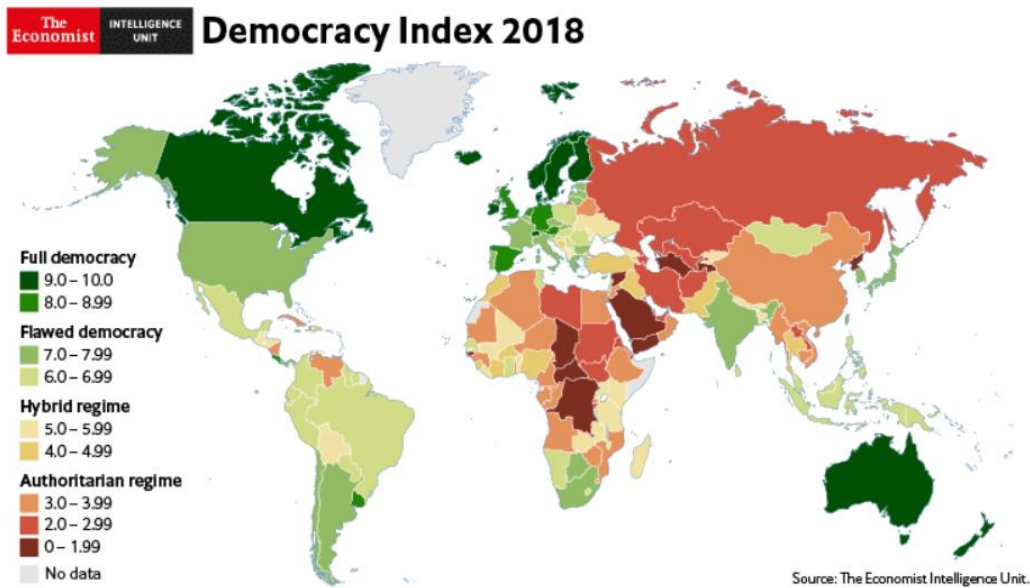 The
Economist
INTELLIGENCE
UNIT
Democracy Index 2018
Full democracy
9.0 – 10.0
8.0 – 8.99
Flawed democracy
7.0 – 7.99
6.0 – 6.99
Hybrid regime
5.0 – 5.99
4.0 – 4.99
Authoritarian regime
3.0 – 3.99
2.0 – 2.99
0 – 1.99
No data
Source: The Economist Intelligence Unit.